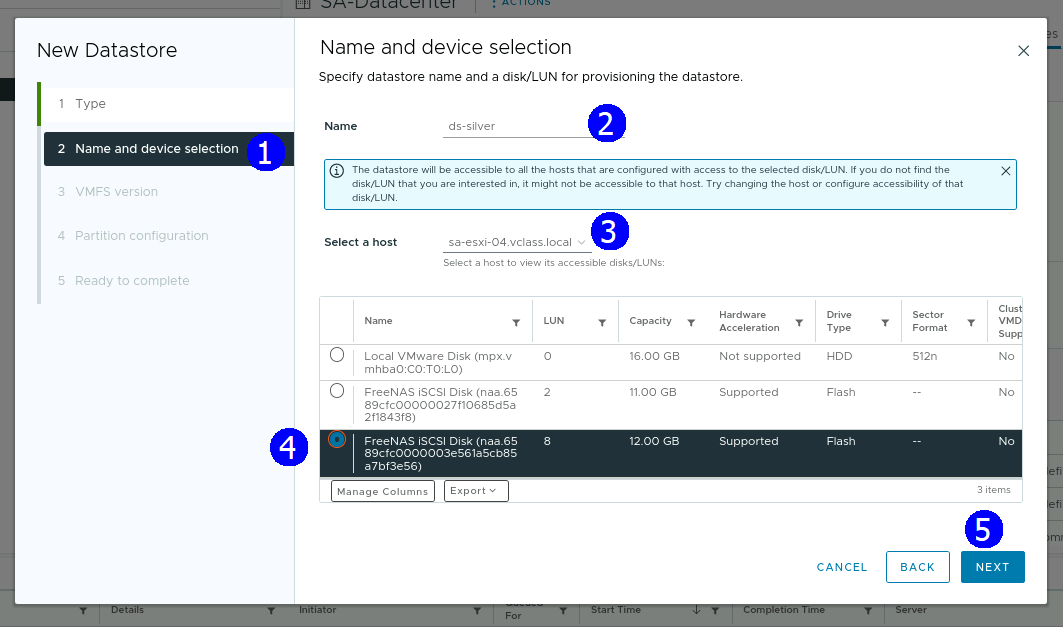 SA-Datacenter
ACTIONS
New Datastore
1 Type
2 Name and device selection
1
3 VMFS version
4 Partition configuration
5 Ready to complete
Name and device selection
Specify datastore name and a disk/LUN for provisioning the datastore.
Name ds-silver
2
The datastore will be accessible to all the hosts that are configured with access to the selected disk/LUN. If you do not find the
disk/LUN that you are interested in, it might not be accessible to that host. Try changing the host or configure accessibility of that
disk/LUN.
Select a host sa-esxi-04.vclass.local
3
Select a host to view its accessible disks/LUNs:
Name LUN Capacity Hardware Acceleration Drive Type Sector Format Clust VMD Supp
Local VMware Disk (mpx.v 0 16.00 GB Not supported HDD 512n No
mhba0:C0:T0:L0)
FreeNAS iSCSI Disk (naa.65 2 11.00 GB Supported Flash -- No
89cfc00000027f10685d5a
2f1843f8)
4
FreeNAS iSCSI Disk (naa.65 8 12.00 GB Supported Flash -- No
89cfc0000003e561a5cb85
a7bf3e56)
Manage Columns Export 3 items
5
CANCEL BACK NEXT
Details Initiator For Start Time Completion Time Server